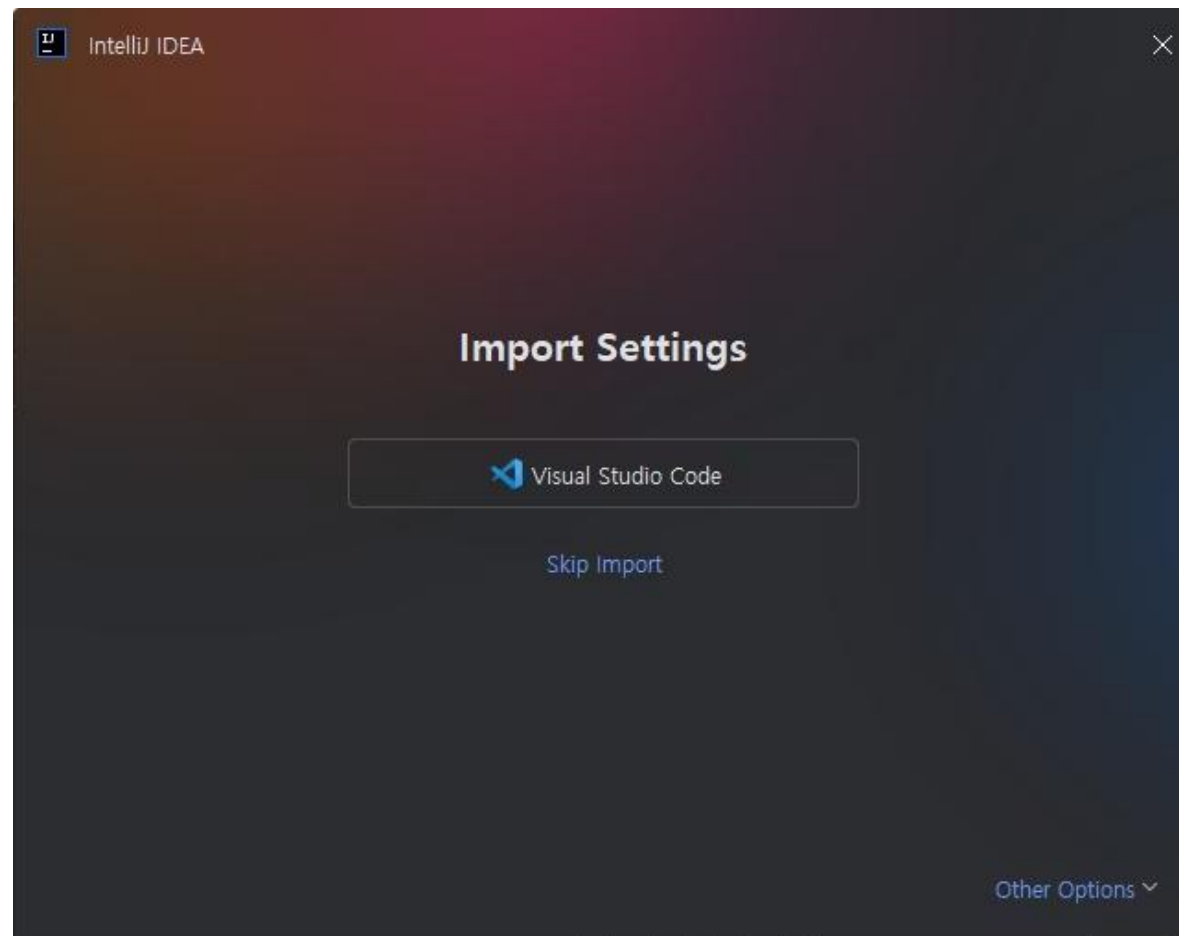 IntelliJ IDEA
Import Settings
Visual Studio Code
Skip Import
Other Options